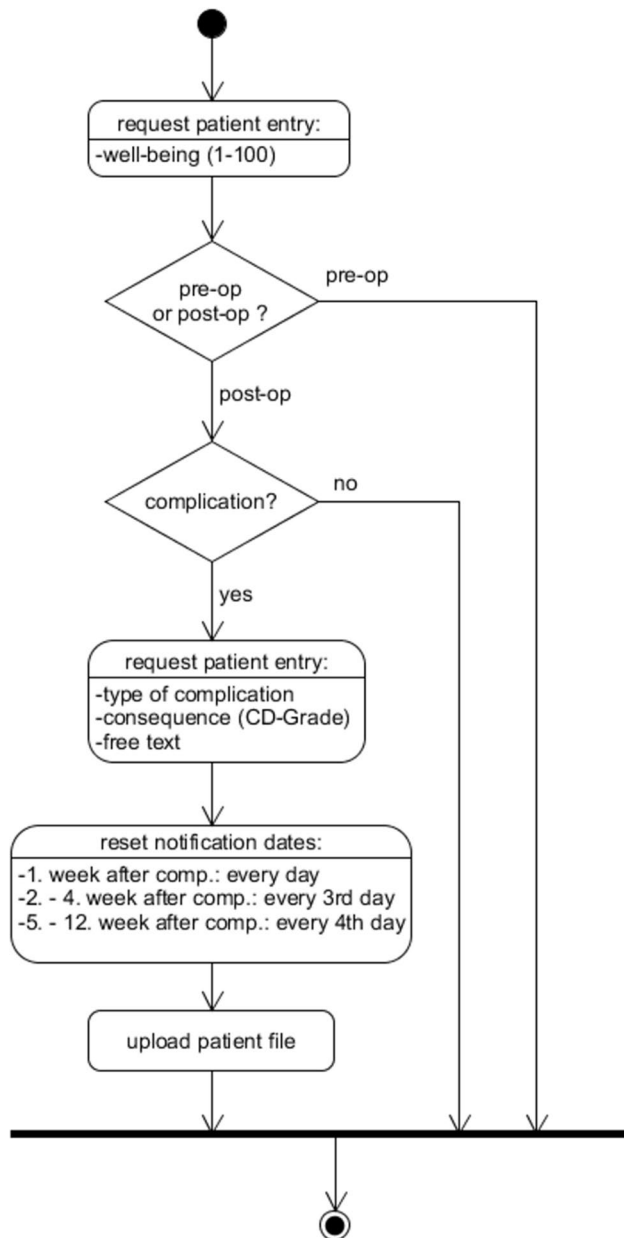 request patient entry:
-well-being (1-100)
pre-op
or post-op ?
pre-op
post-op
complication?
no
yes
request patient entry:
-type of complication
-consequence (CD-Grade)
-free text
reset notification dates:
-1. week after comp.: every day
-2. - 4. week after comp.: every 3rd day
-5. - 12. week after comp.: every 4th day
upload patient file